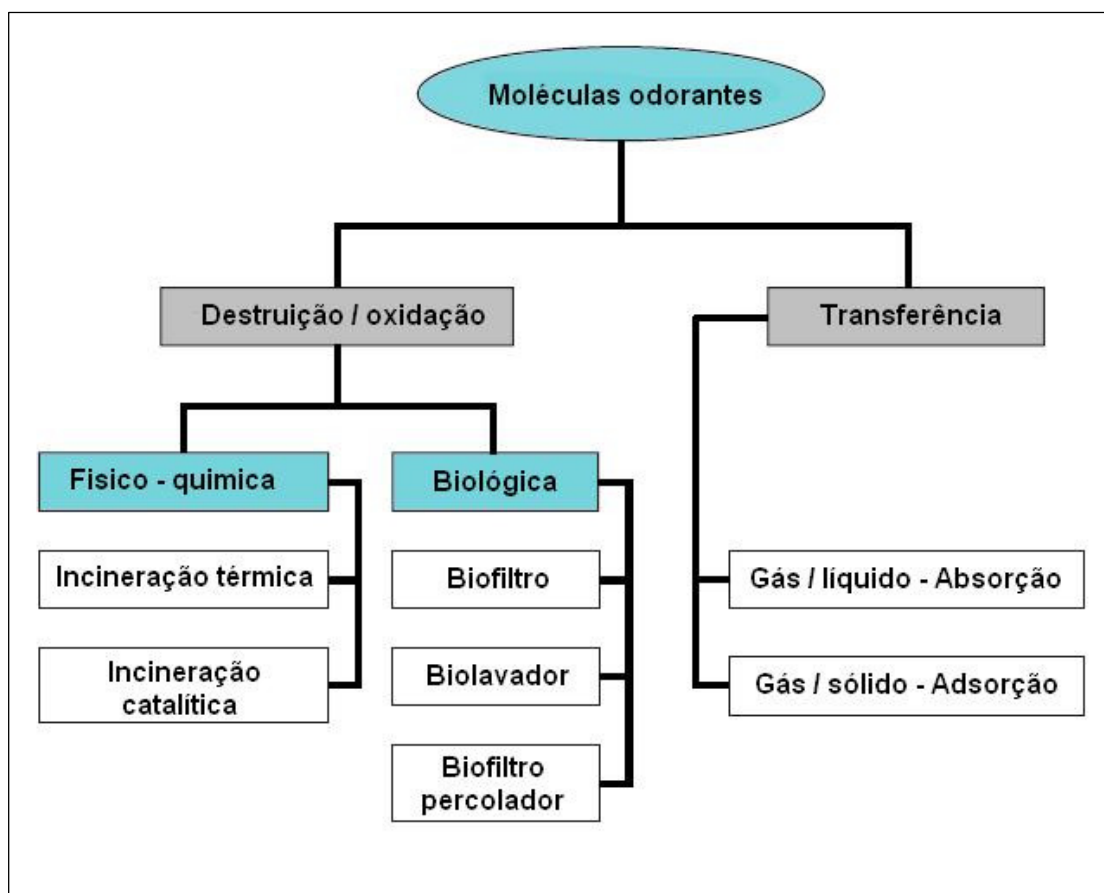 Moléculas odorantes
Destruição / oxidação
Transferência
Fisico - quimica
Biológica
Incineração térmica
Biofiltro
Gás / líquido - Absorção
Incineração
catalítica
Biolavador
Gás / sólido - Adsorção
Biofiltro
percolador